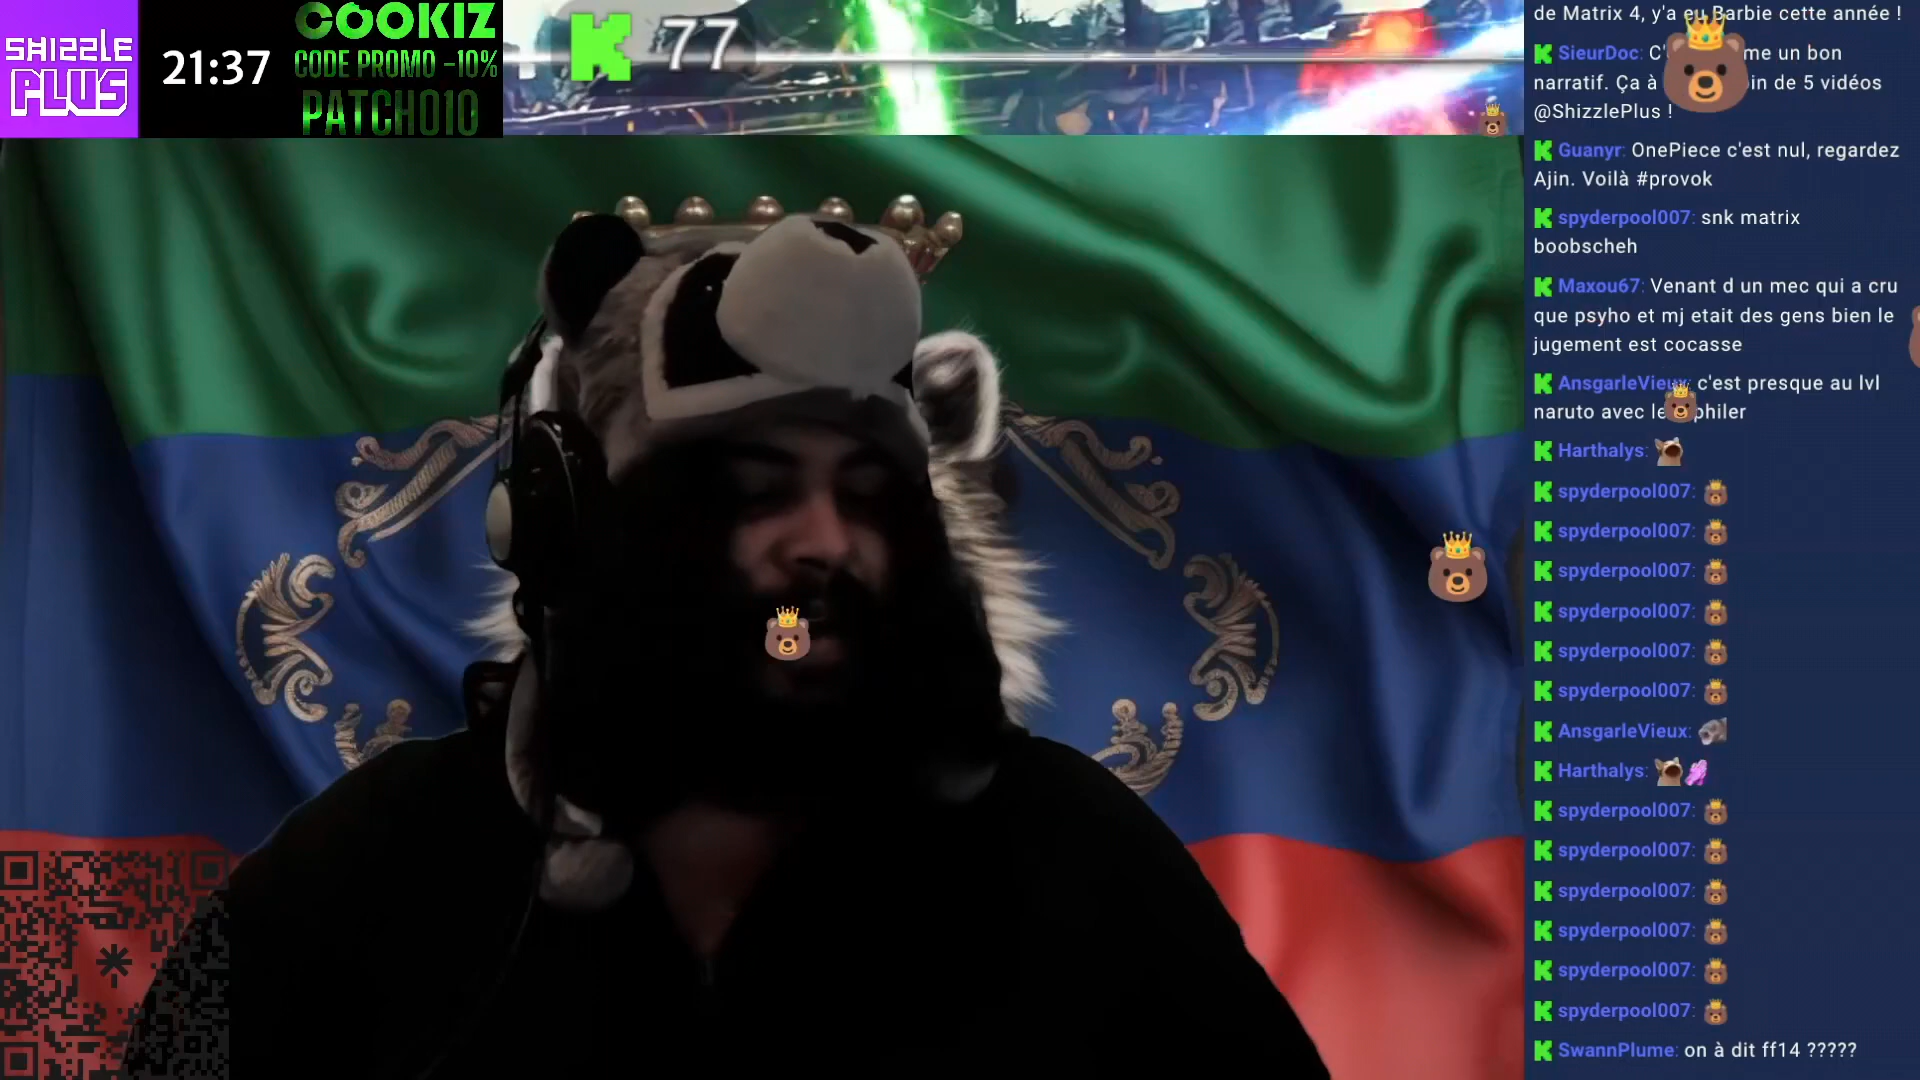 SHIZZLE
PLUS
21:37
COOKIZ
CODE PROMO -10%
PATCHO10
77
de Matrix 4, y'a eu Barbie cette année !
SieurDoc: me un bon
narratif. Ça à in de 5 vidéos
@ShizzlePlus !
Guanyr: OnePiece c'est nul, regardez
Ajin. Voilà #provok
spyderpool007: snk matrix
boobscheh
Maxou67: Venant d un mec qui a cru
que psyho et mj etait des gens bien le
jugement est cocasse
AnsgarleVieux: c'est presque au lvl
naruto avec
Harthalys:
spyderpool007:
spyderpool007:
spyderpool007:
spyderpool007:
spyderpool007:
spyderpool007:
AnsgarleVieux:
Harthalys:
spyderpool007:
spyderpool007:
spyderpool007:
spyderpool007:
spyderpool007:
spyderpool007:
SwannPlume: on à dit ff14 ?????